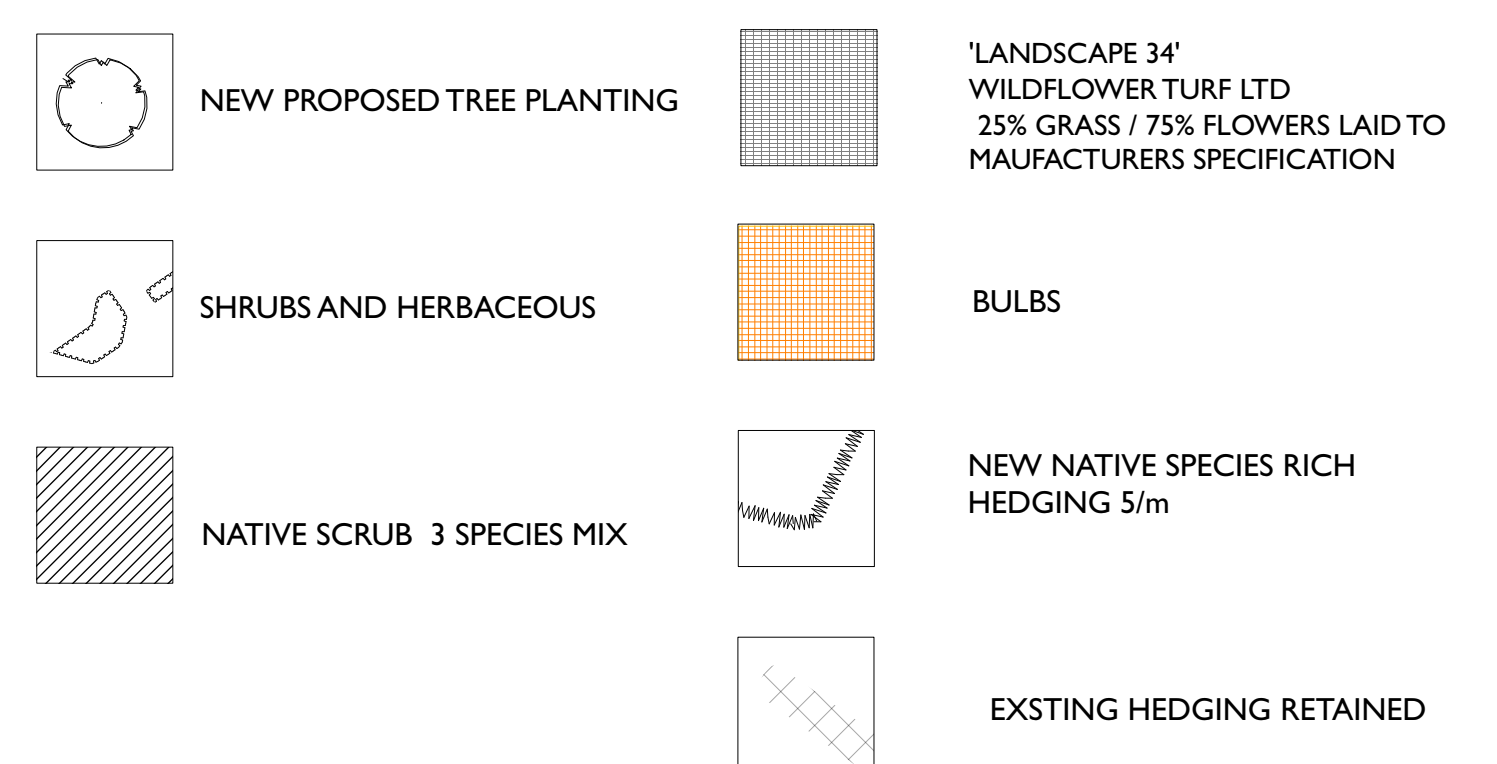 NEW PROPOSED TREE PLANTING
SHRUBS AND HERBACEOUS
NATIVE SCRUB 3 SPECIES MIX
'LANDSCAPE 34'
WILDFLOWER TURF LTD
25% GRASS / 75% FLOWERS LAID TO
MAUFACTURERS SPECIFICATION
BULBS
NEW NATIVE SPECIES RICH
HEDGING 5/m
EXSTING HEDGING RETAINED